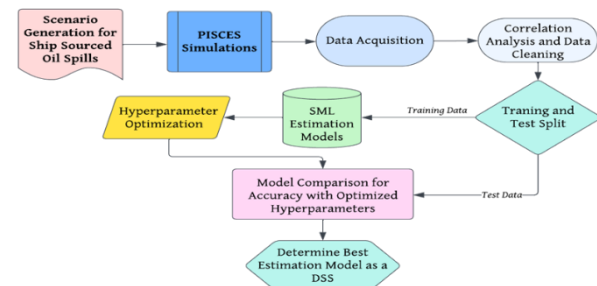 Scenario
Generation for
Ship Sourced
Oil Spills
PISCES
Simulations
Data Acquisition
Correlation
Analysis and Data
Cleaning
Hyperparameter
Optimization
SML
Estimation
Models
Training Data
Traning and
Test Split
Model Comparison for
Accuracy with Optimized
Hyperparameters
Test Data
Determine Best
Estimation Model as a
DSS